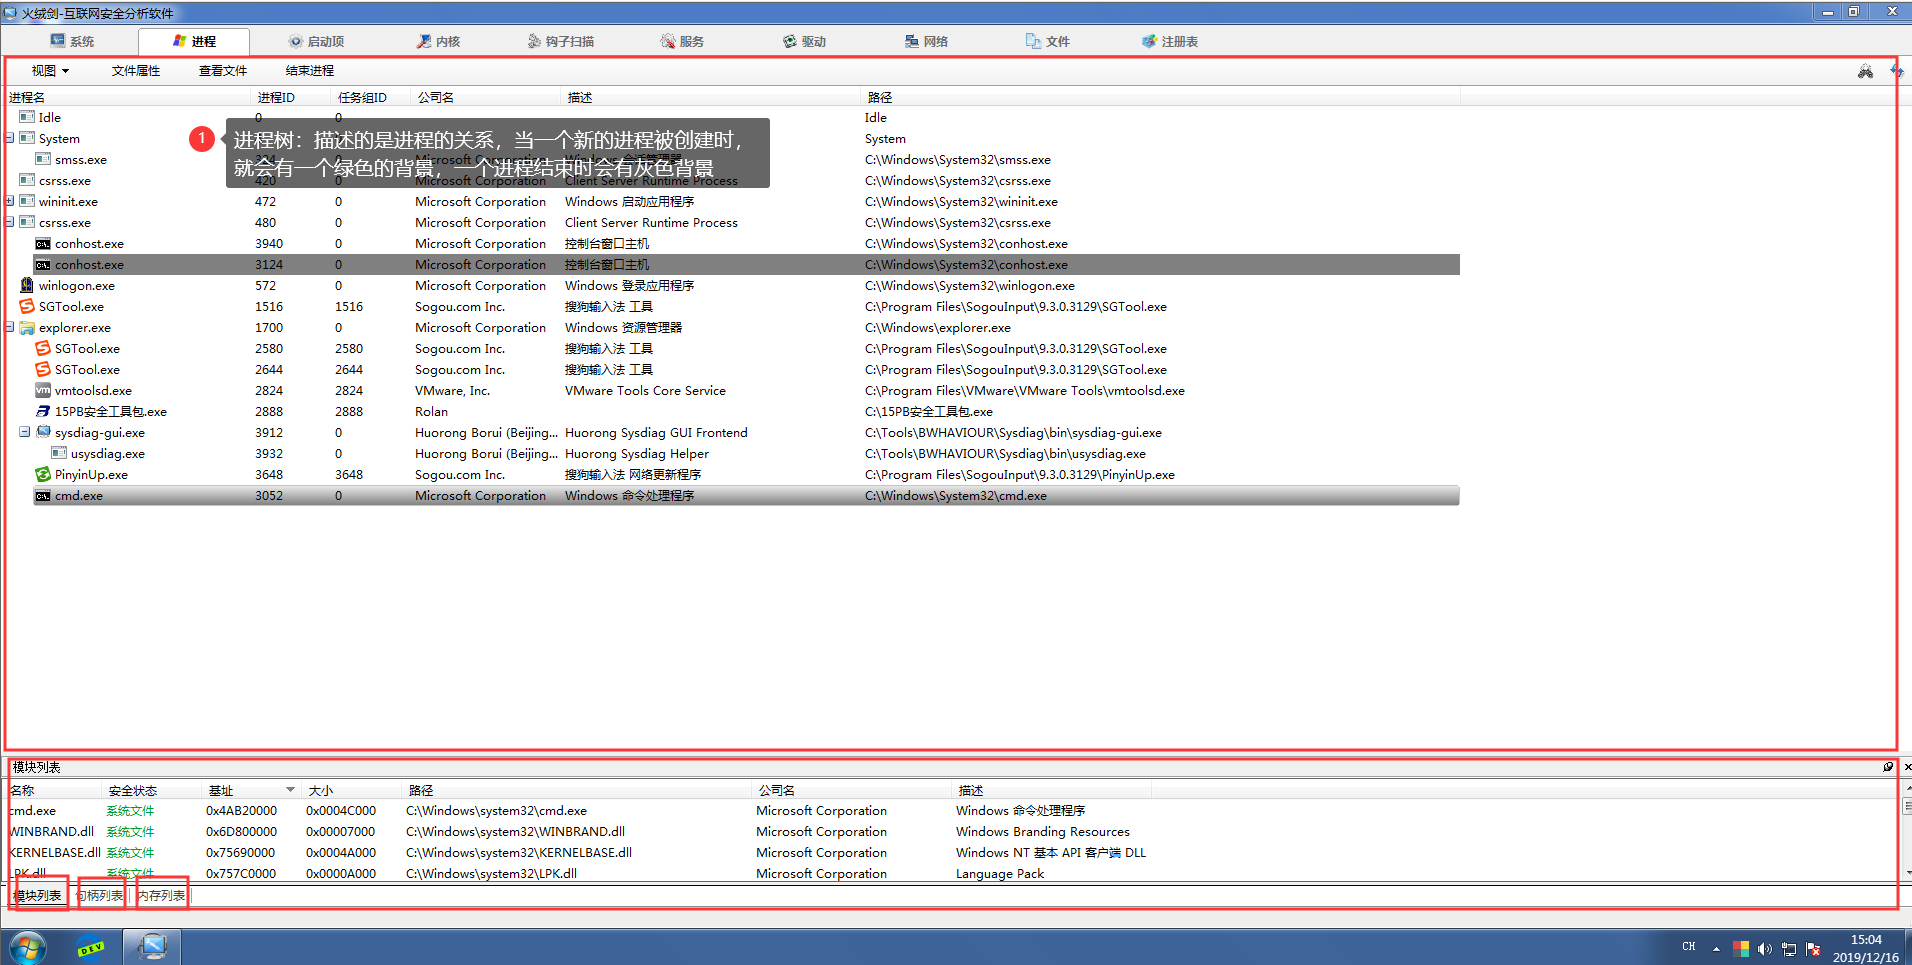 火绒剑-互联网安全分析软件
系统 进程 启动项 内核 钩子扫描 服务 驱动 网络 文件 注册表
视图 文件属性 查看文件 结束进程
进程名 进程ID 任务组ID 公司名 描述 路径
Idle 0 0 Idle
System System
1 进程树：描述的是进程的关系，当一个新的进程被创建时，
就会有一个绿色的背景，一个进程结束时会有灰色背景
smss.exe C:\Windows\System32\smss.exe
csrss.exe 420 0 Client Server Runtime Process C:\Windows\System32\csrss.exe
wininit.exe 472 0 Microsoft Corporation Windows 启动应用程序 C:\Windows\System32\wininit.exe
csrss.exe 480 0 Microsoft Corporation Client Server Runtime Process C:\Windows\System32\csrss.exe
conhost.exe 3940 0 Microsoft Corporation 控制台窗口主机 C:\Windows\System32\conhost.exe
conhost.exe 3124 0 Microsoft Corporation 控制台窗口主机 C:\Windows\System32\conhost.exe
winlogon.exe 572 0 Microsoft Corporation Windows 登录应用程序 C:\Windows\System32\winlogon.exe
SGTool.exe 1516 1516 Sogou.com Inc. 搜狗输入法 工具 C:\Program Files\SogouInput\9.3.0.3129\SGTool.exe
explorer.exe 1700 0 Microsoft Corporation Windows 资源管理器 C:\Windows\explorer.exe
SGTool.exe 2580 2580 Sogou.com Inc. 搜狗输入法 工具 C:\Program Files\SogouInput\9.3.0.3129\SGTool.exe
SGTool.exe 2644 2644 Sogou.com Inc. 搜狗输入法 工具 C:\Program Files\SogouInput\9.3.0.3129\SGTool.exe
vmtoolsd.exe 2824 2824 VMware, Inc. VMware Tools Core Service C:\Program Files\VMware\VMware Tools\vmtoolsd.exe
15PB安全工具包.exe 2888 2888 Rolan C:\15PB安全工具包.exe
sysdiag-gui.exe 3912 0 Huorong Borui (Beijing... Huorong Sysdiag GUI Frontend C:\Tools\BWHAVIOUR\Sysdiag\bin\sysdiag-gui.exe
usysdiag.exe 3932 0 Huorong Borui (Beijing... Huorong Sysdiag Helper C:\Tools\BWHAVIOUR\Sysdiag\bin\usysdiag.exe
PinyinUp.exe 3648 3648 Sogou.com Inc. 搜狗输入法 网络更新程序 C:\Program Files\SogouInput\9.3.0.3129\PinyinUp.exe
cmd.exe 3052 0 Microsoft Corporation Windows 命令处理程序 C:\Windows\System32\cmd.exe
模块列表
名称 安全状态 基址 大小 路径 公司名 描述
cmd.exe 系统文件 0x4AB20000 0x0004C000 C:\Windows\system32\cmd.exe Microsoft Corporation Windows 命令处理程序
WINBRAND.dll 系统文件 0x6D800000 0x00007000 C:\Windows\system32\WINBRAND.dll Microsoft Corporation Windows Branding Resources
KERNELBASE.dll 系统文件 0x75690000 0x0004A000 C:\Windows\system32\KERNELBASE.dll Microsoft Corporation Windows NT 基本 API 客户端 DLL
LPK.dll 系统文件 0x757C0000 0x0000A000 C:\Windows\system32\LPK.dll Microsoft Corporation Language Pack
模块列表 句柄列表 内存列表
DEV
CH
15:04
2019/12/16